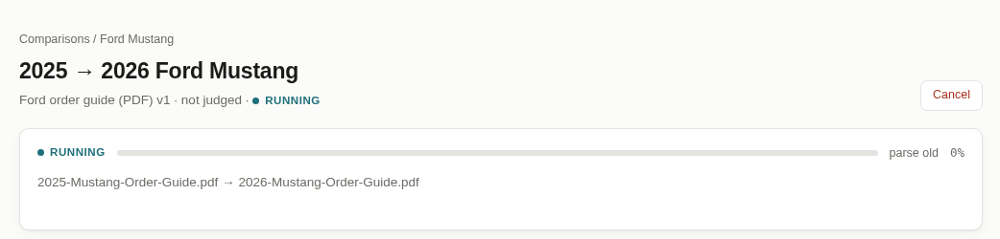 Comparisons / Ford Mustang
2025 → 2026 Ford Mustang
Ford order guide (PDF) v1 · not judged · RUNNING
Cancel
RUNNING parse old 0%
2025-Mustang-Order-Guide.pdf → 2026-Mustang-Order-Guide.pdf